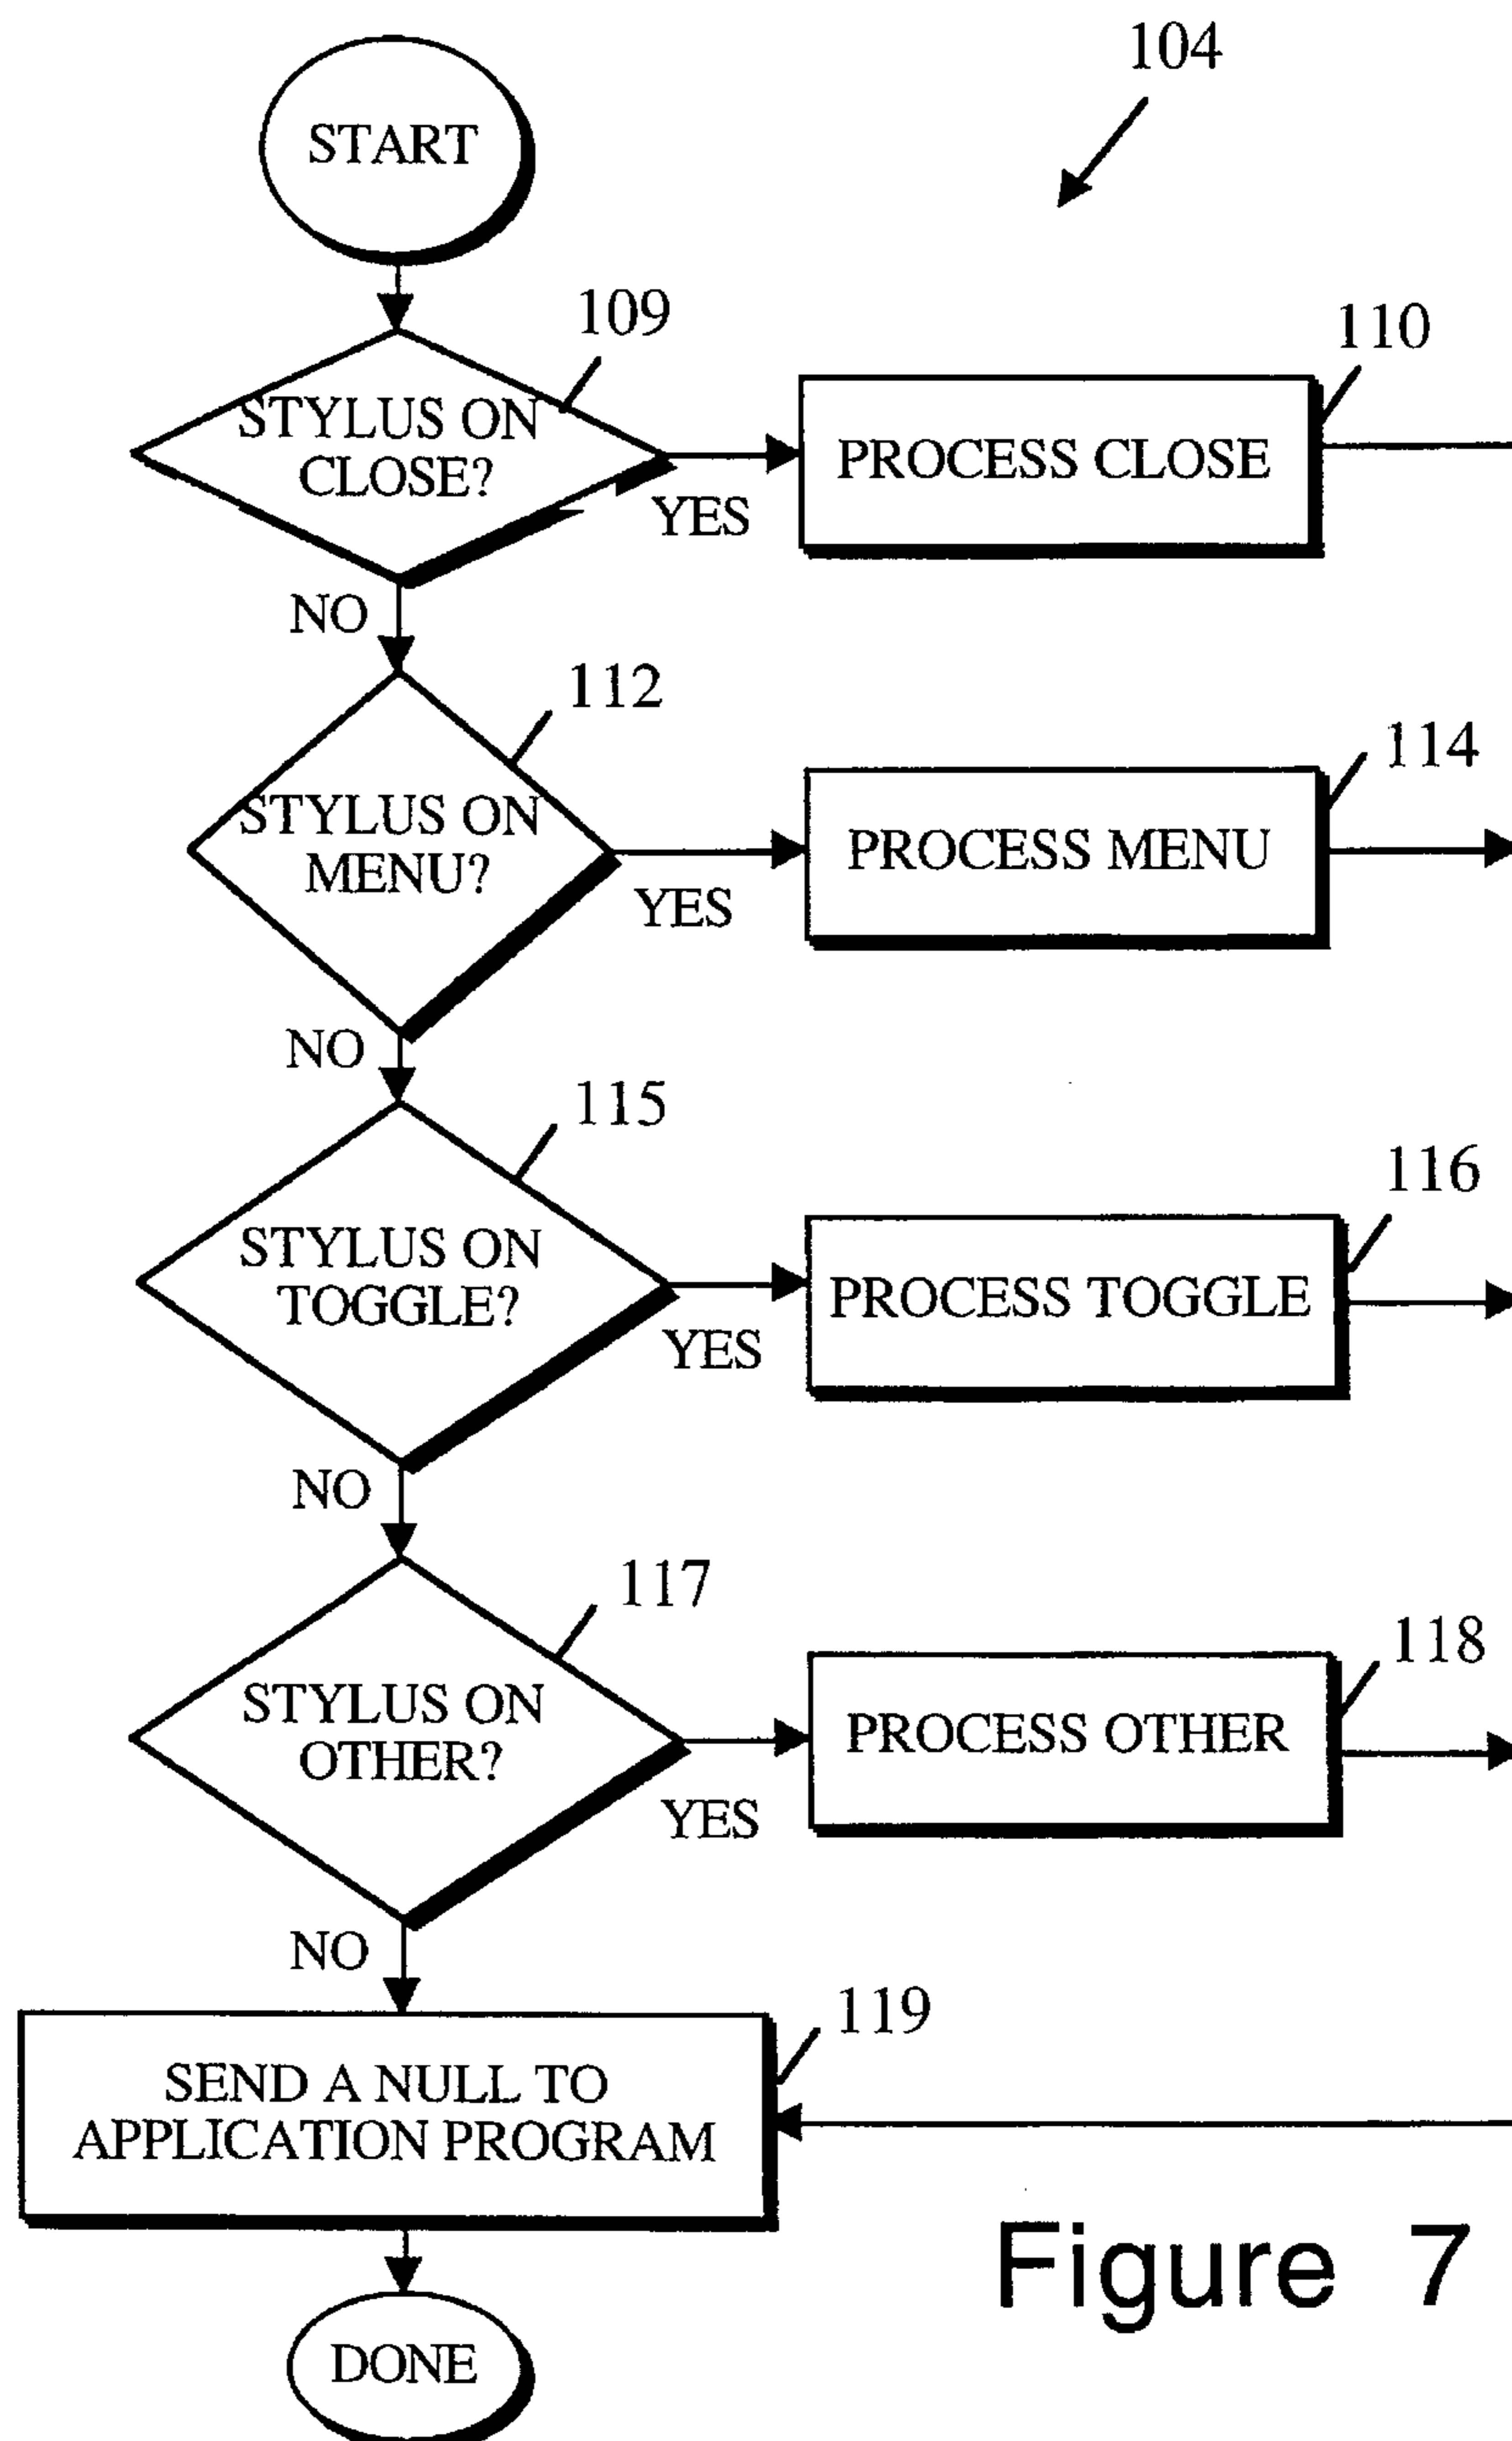 104
START
109
STYLUS ON
CLOSE?
YES
110
PROCESS CLOSE
NO
112
STYLUS ON
MENU?
YES
114
PROCESS MENU
NO
115
STYLUS ON
TOGGLE?
YES
116
PROCESS TOGGLE
NO
117
STYLUS ON
OTHER?
YES
118
PROCESS OTHER
NO
119
SEND A NULL TO
APPLICATION PROGRAM
DONE
Figure 7